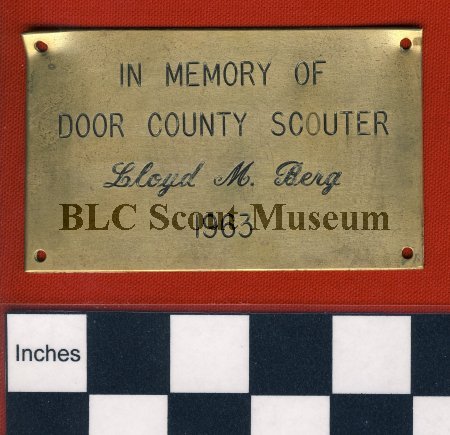 IN MEMORY OF
DOOR COUNTY SCOUTER
Lloyd M. Berg
BLC Scout Museum
1963
Inches